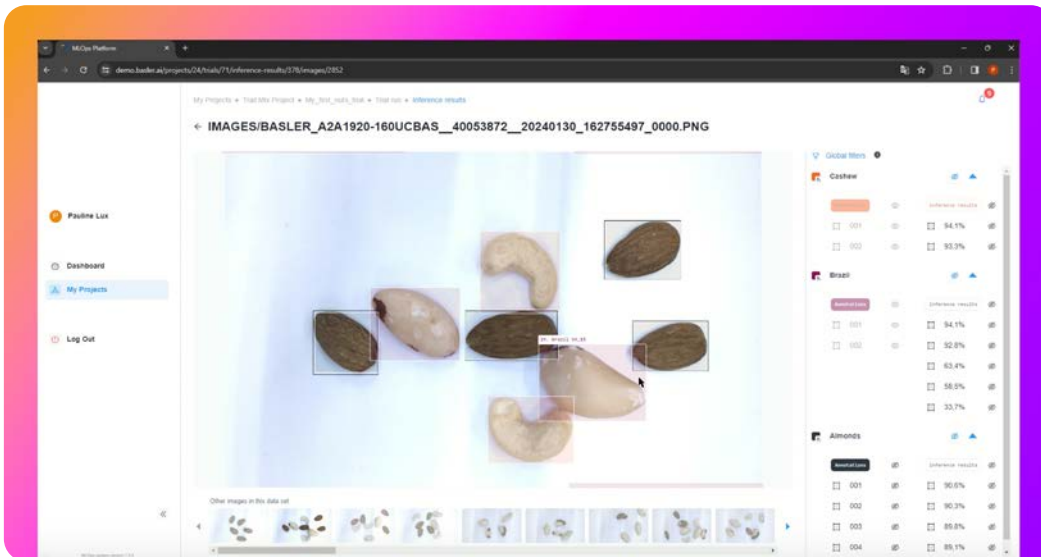 MLOps Platform
demo.basler.ai/projects/24/trials/71/inference-results/378/images/2852
My Projects • Trail Mix Project • My_first_nuts_trial • Trial run • Inference results
← IMAGES/BASLER_A2A1920-160UCBAS__40053872__20240130_162755497_0000.PNG
Pauline Lux
Dashboard
My Projects
Log Out
Global filters
Cashew
Inference results
001 94,1%
002 93,3%
Brazil
Annotations Inference results
001 94,1%
002 92,8%
63,4%
58,5%
33,7%
Almonds
Annotations Inference results
001 90,6%
002 90,3%
003 89,8%
004 89,1%
Other images in this data set